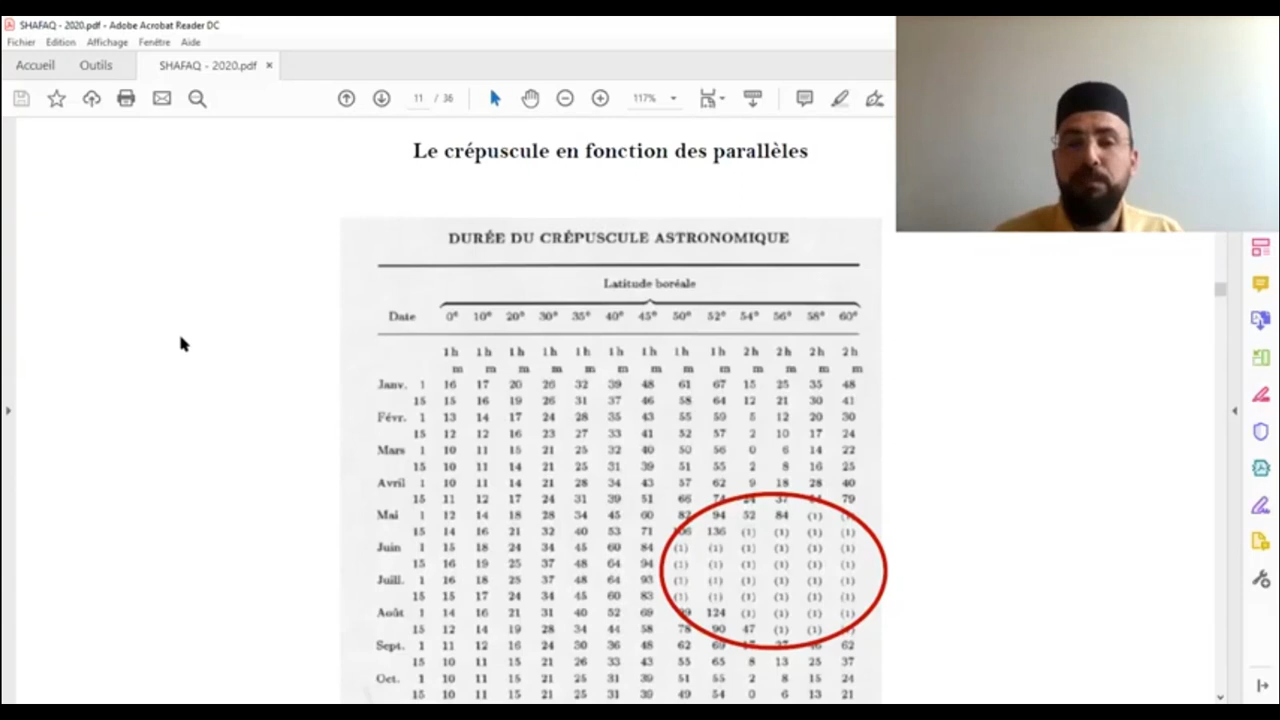 SHAFAQ - 2020.pdf - Adobe Acrobat Reader DC
Fichier Edition Affichage Fenêtre Aide
Accueil Outils SHAFAQ - 2020.pdf ×
11 / 36 117%
Le crépuscule en fonction des parallèles
DURÉE DU CRÉPUSCULE ASTRONOMIQUE
Latitude boréale
Date 0° 10° 20° 30° 35° 40° 45° 50° 52° 54° 56° 58° 60°
1 h 1 h 1 h 1 h 1 h 1 h 1 h 1 h 1 h 2 h 2 h 2 h 2 h
m m m m m m m m m m m m m
Janv. 1 16 17 20 26 32 39 48 61 67 15 25 35 48
15 15 16 19 26 31 37 46 58 64 12 21 30 41
Févr. 1 13 14 17 24 28 35 43 55 59 5 12 20 30
15 12 12 16 23 27 33 41 52 57 2 10 17 24
Mars 1 10 11 15 21 25 32 40 50 56 0 6 14 22
15 10 11 14 21 25 31 39 51 55 2 8 16 25
Avril 1 10 11 14 21 28 34 43 57 62 9 18 28 40
15 11 12 17 24 31 39 51 66 74 24 37 79
Mai 1 12 14 18 28 34 45 60 82 94 52 84 (1)
15 14 16 21 32 40 53 71 136 (1) (1) (1) (1)
Juin 1 15 18 24 34 45 60 84 (1) (1) (1) (1) (1) (1)
15 16 19 25 37 48 64 94 (1) (1) (1) (1) (1) (1)
Juill. 1 16 18 25 37 48 64 93 (1) (1) (1) (1) (1) (1)
15 15 17 24 34 45 60 83 (1) (1) (1) (1) (1) (1)
Août 1 14 16 21 31 40 52 69 124 (1) (1) (1) (1)
15 12 14 19 28 34 44 58 78 90 47 (1) (1)
Sept. 1 11 12 16 24 30 36 48 62 69 62
15 10 11 15 21 26 33 43 55 65 8 13 25 37
Oct. 1 10 11 15 21 25 31 39 51 55 2 8 15 24
15 10 11 15 21 25 31 39 49 54 0 6 13 21